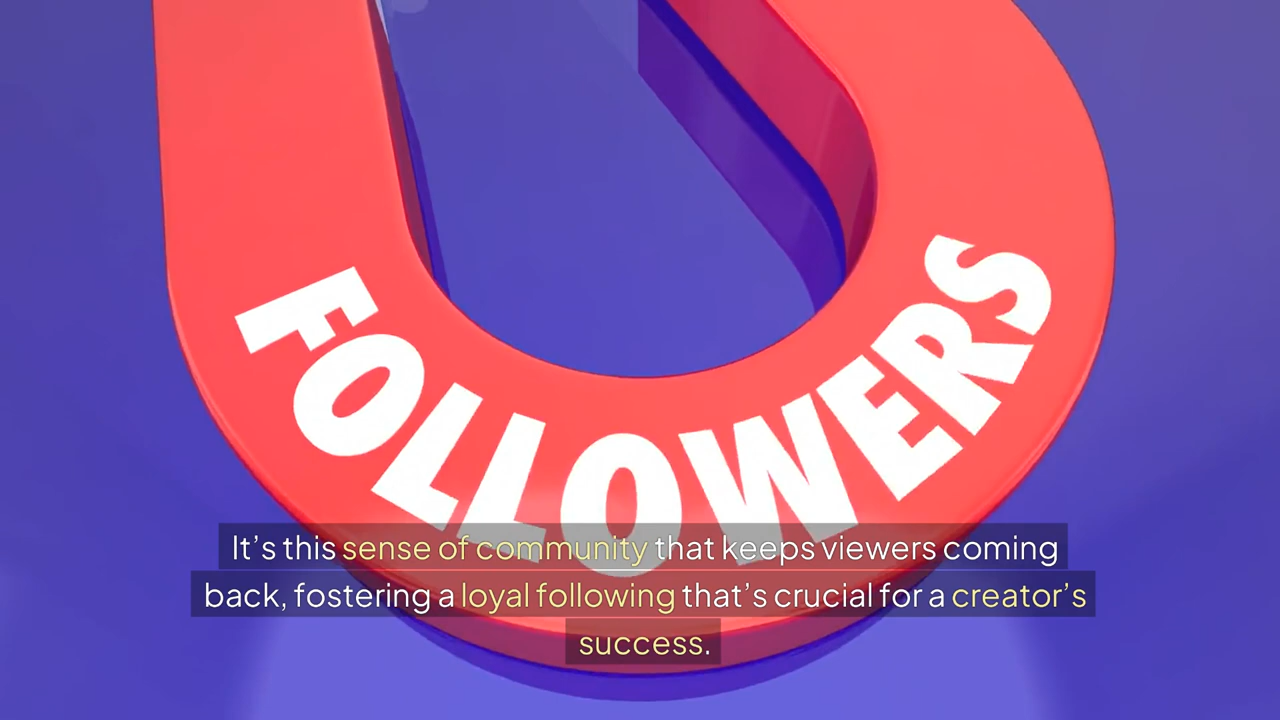 FOLLOWERS
It’s this sense of community that keeps viewers coming
back, fostering a loyal following that’s crucial for a creator’s
success.